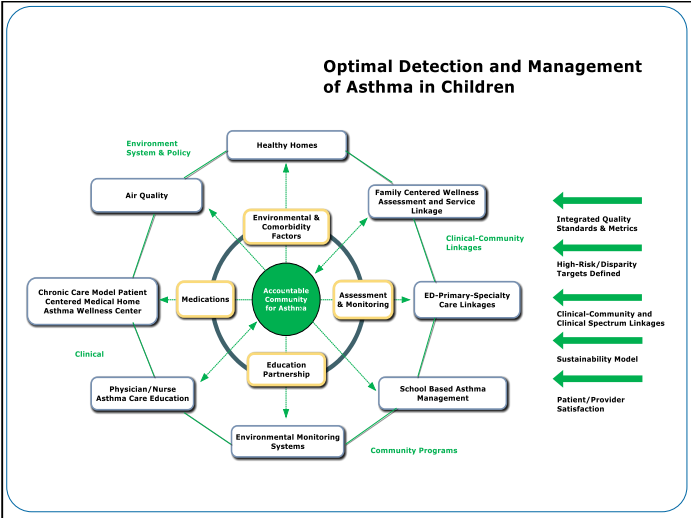 Optimal Detection and Management
of Asthma in Children
Environment
System & Policy
Healthy Homes
Air Quality
Family Centered Wellness
Assessment and Service
Linkage
Environmental &
Comorbidity
Factors
Clinical-Community
Linkages
Chronic Care Model Patient
Centered Medical Home
Asthma Wellness Center
Medications
Accountable
Community
for Asthma
Assessment
& Monitoring
ED-Primary-Specialty
Care Linkages
Clinical
Education
Partnership
Physician/Nurse
Asthma Care Education
School Based Asthma
Management
Environmental Monitoring
Systems
Community Programs
Integrated Quality
Standards & Metrics
High-Risk/Disparity
Targets Defined
Clinical-Community and
Clinical Spectrum Linkages
Sustainability Model
Patient/Provider
Satisfaction